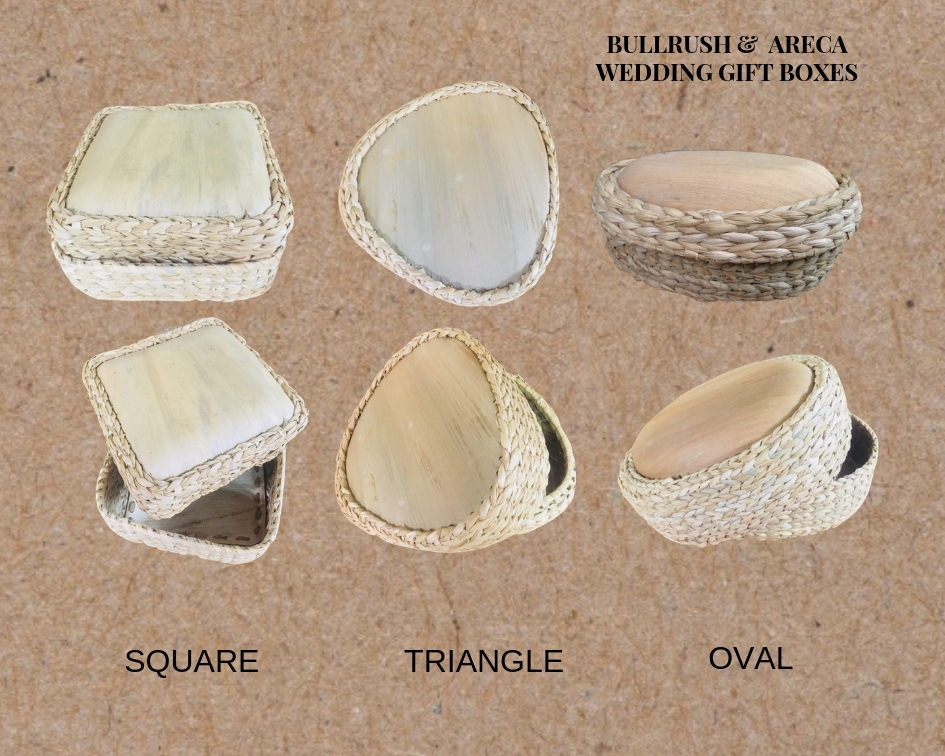 BULLRUSH & ARECA
WEDDING GIFT BOXES
SQUARE
TRIANGLE
OVAL